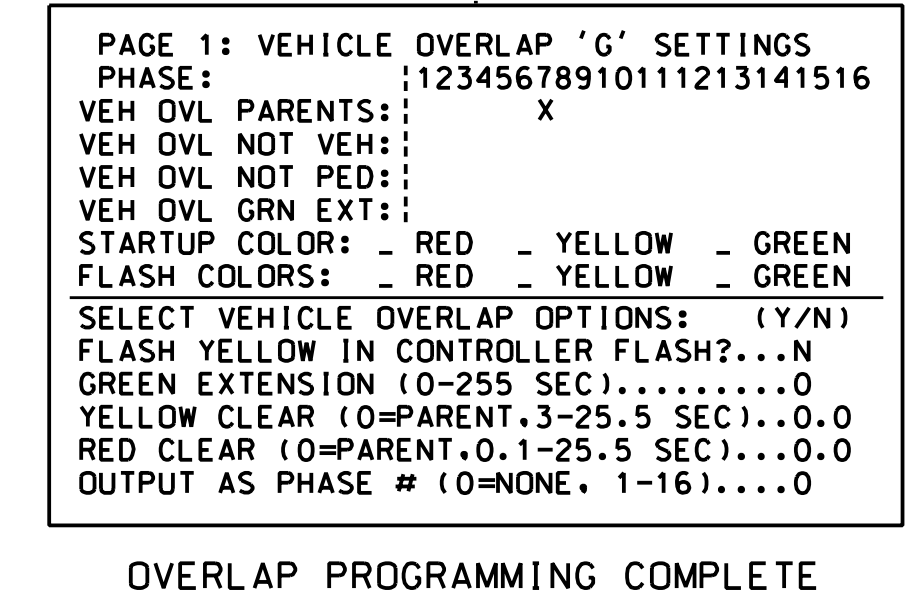 PAGE 1: VEHICLE OVERLAP 'G' SETTINGS
PHASE: ¦12345678910111213141516
VEH OVL PARENTS:¦ X
VEH OVL NOT VEH:¦
VEH OVL NOT PED:¦
VEH OVL GRN EXT:¦
STARTUP COLOR: _ RED _ YELLOW _ GREEN
FLASH COLORS: _ RED _ YELLOW _ GREEN
SELECT VEHICLE OVERLAP OPTIONS: (Y/N)
FLASH YELLOW IN CONTROLLER FLASH?...N
GREEN EXTENSION (0-255 SEC).........0
YELLOW CLEAR (0=PARENT,3-25.5 SEC)..0.0
RED CLEAR (0=PARENT,0.1-25.5 SEC)...0.0
OUTPUT AS PHASE # (0=NONE, 1-16)....0
OVERLAP PROGRAMMING COMPLETE